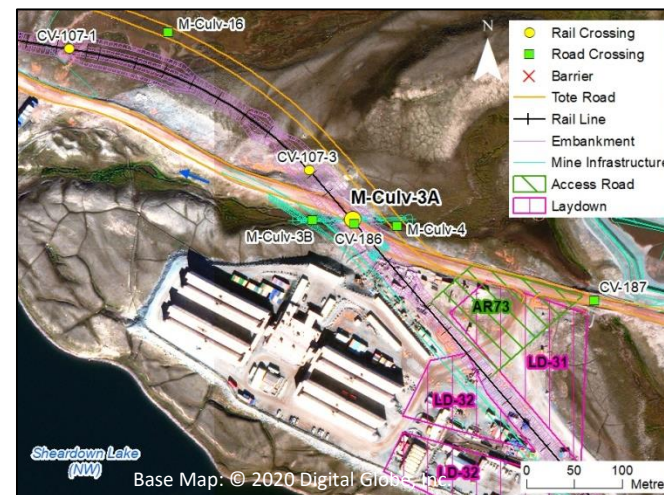 M-Culv-16
CV-107-1
N
Rail Crossing
Road Crossing
Barrier
Tote Road
Rail Line
Embankment
Mine Infrastructure
Access Road
Laydown
CV-107-3
M-Culv-3A
M-Culv-3B
CV-186
M-Culv-4
CV-187
AR73
LD-31
LD-32
LD-32
Sheardown Lake
(NW)
Base Map: © 2020 Digital Globe, Inc.
0 50 100
Metre